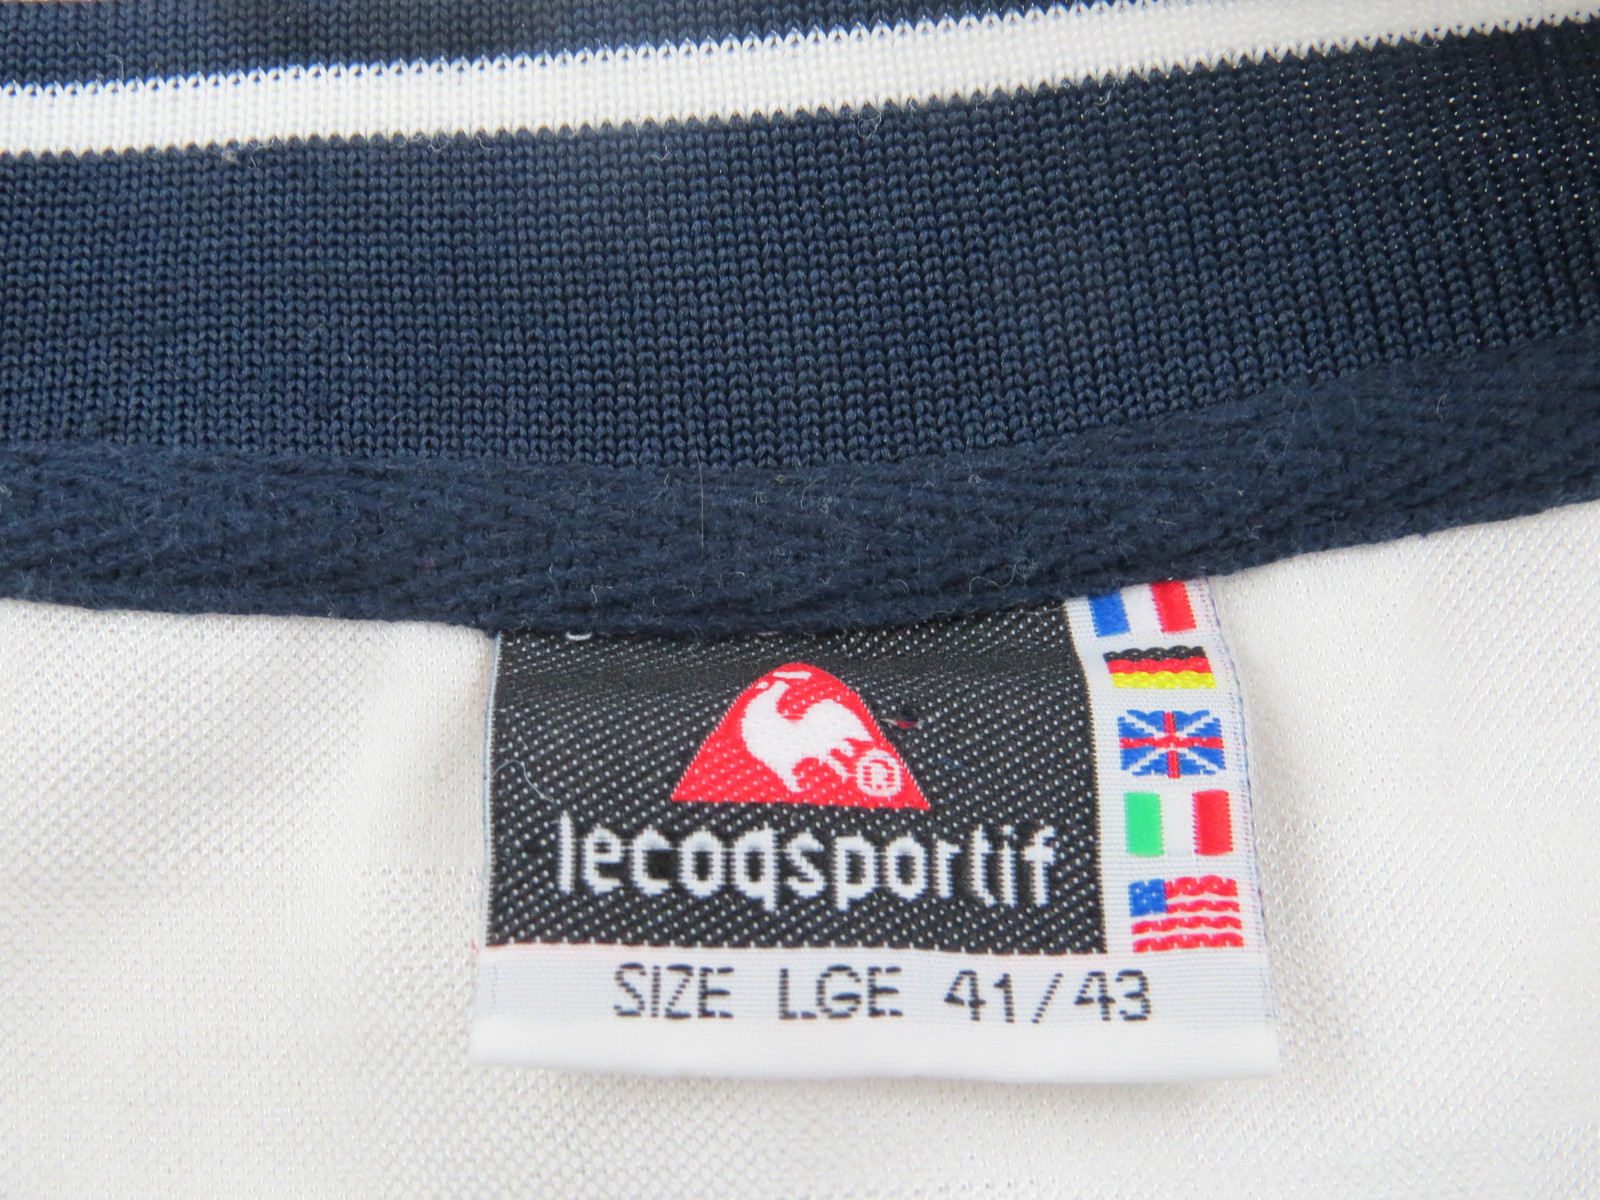 ®
lecoqsportif
SIZE LGE 41/43